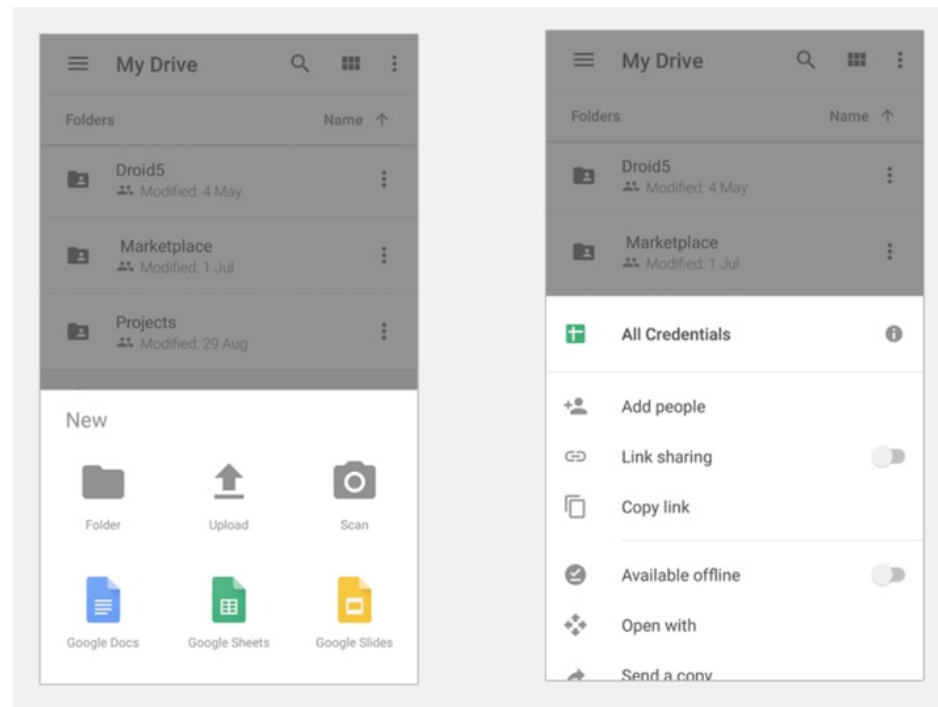 My Drive
Folders Name
Droid5
Modified: 4 May
Marketplace
Modified: 1 Jul
Projects
Modified: 29 Aug
New
Folder Upload Scan
Google Docs Google Sheets Google Slides
My Drive
Folders Name
Droid5
Modified: 4 May
Marketplace
Modified: 1 Jul
All Credentials
Add people
Link sharing
Copy link
Available offline
Open with
Send a copy